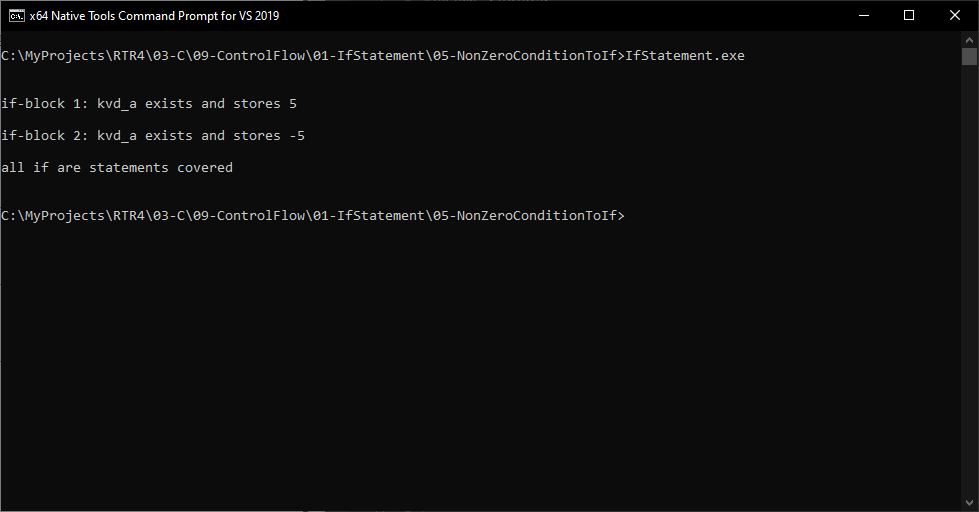 x64 Native Tools Command Prompt for VS 2019
C:\MyProjects\RTR4\03-C\09-ControlFlow\01-IfStatement\05-NonZeroConditionToIf>IfStatement.exe
if-block 1: kvd_a exists and stores 5
if-block 2: kvd_a exists and stores -5
all if are statements covered
C:\MyProjects\RTR4\03-C\09-ControlFlow\01-IfStatement\05-NonZeroConditionToIf>